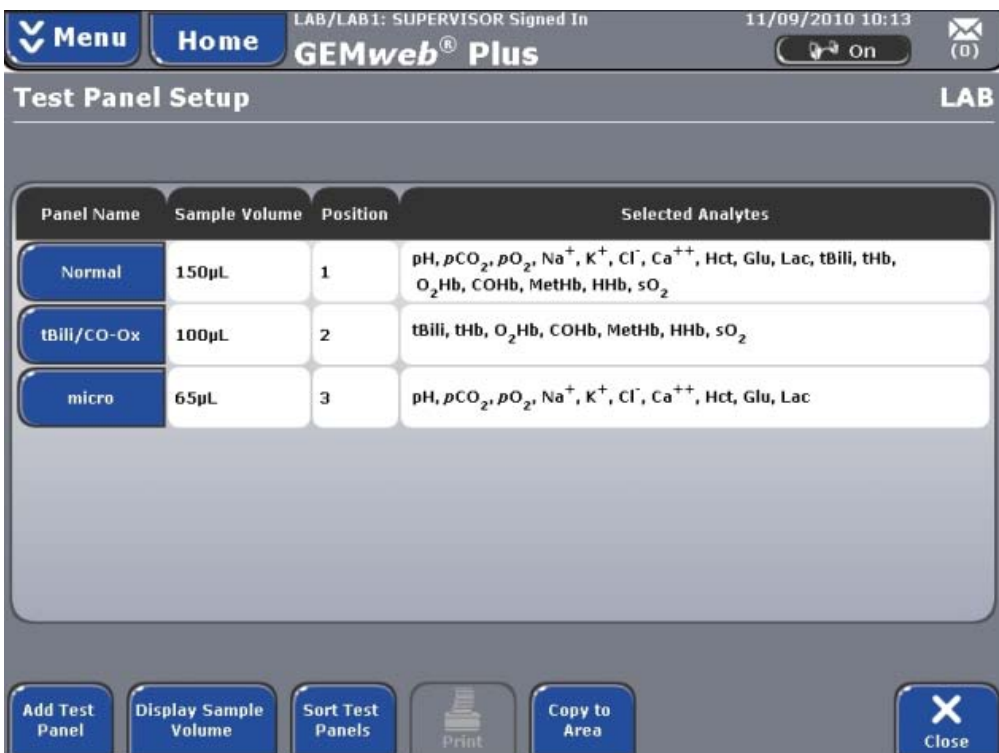 Menu
Home
LAB/LAB1: SUPERVISOR Signed In
GEMweb® Plus
11/09/2010 10:13
On
(0)
Test Panel Setup
LAB
Panel Name Sample Volume Position Selected Analytes
Normal 150µL 1 pH, pCO₂, pO₂, Na⁺, K⁺, Cl⁻, Ca⁺⁺, Hct, Glu, Lac, tBili, tHb,
O₂Hb, COHb, MetHb, HHb, sO₂
tBili/CO-Ox 100µL 2 tBili, tHb, O₂Hb, COHb, MetHb, HHb, sO₂
micro 65µL 3 pH, pCO₂, pO₂, Na⁺, K⁺, Cl⁻, Ca⁺⁺, Hct, Glu, Lac
Add Test
Panel
Display Sample
Volume
Sort Test
Panels
Print
Copy to
Area
Close